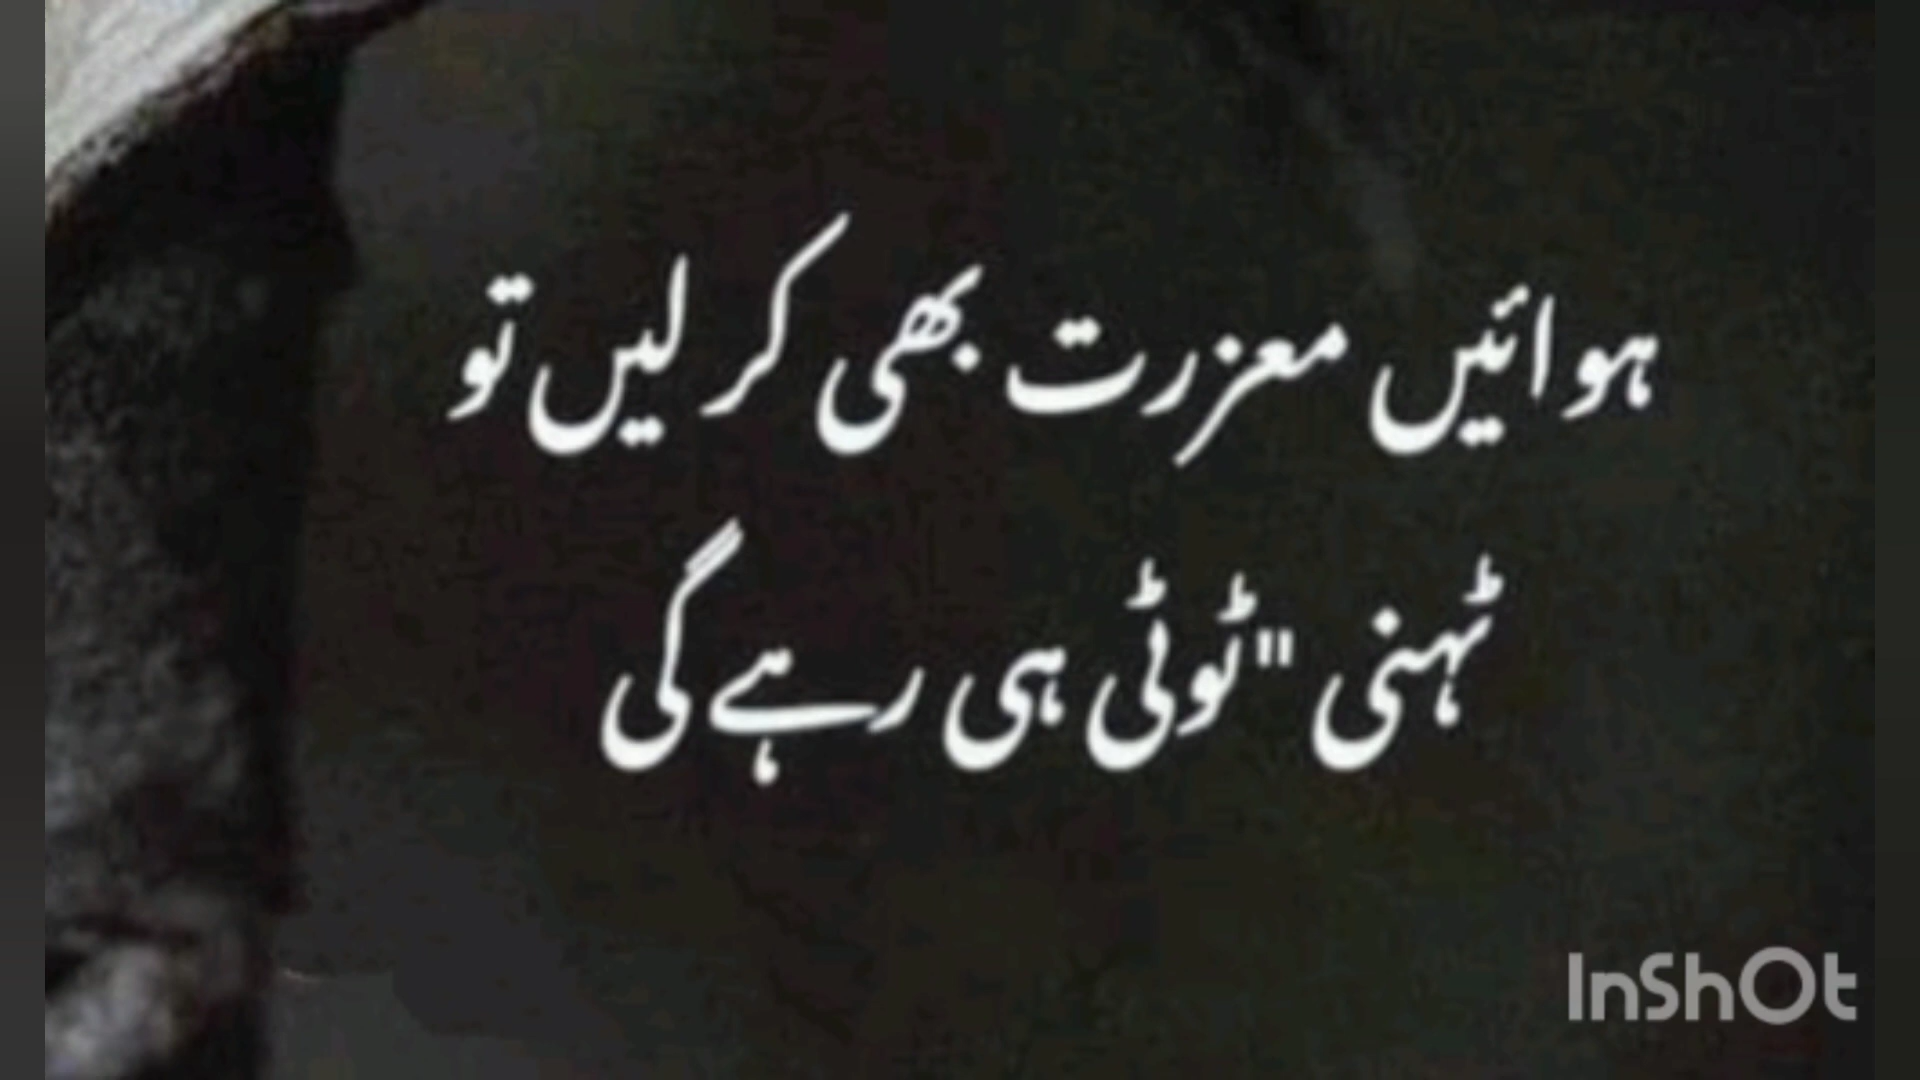 ہوائیں معزرت بھی کر لیں تو
ٹہنی "ٹوٹی ہی رہے گی
InShOt